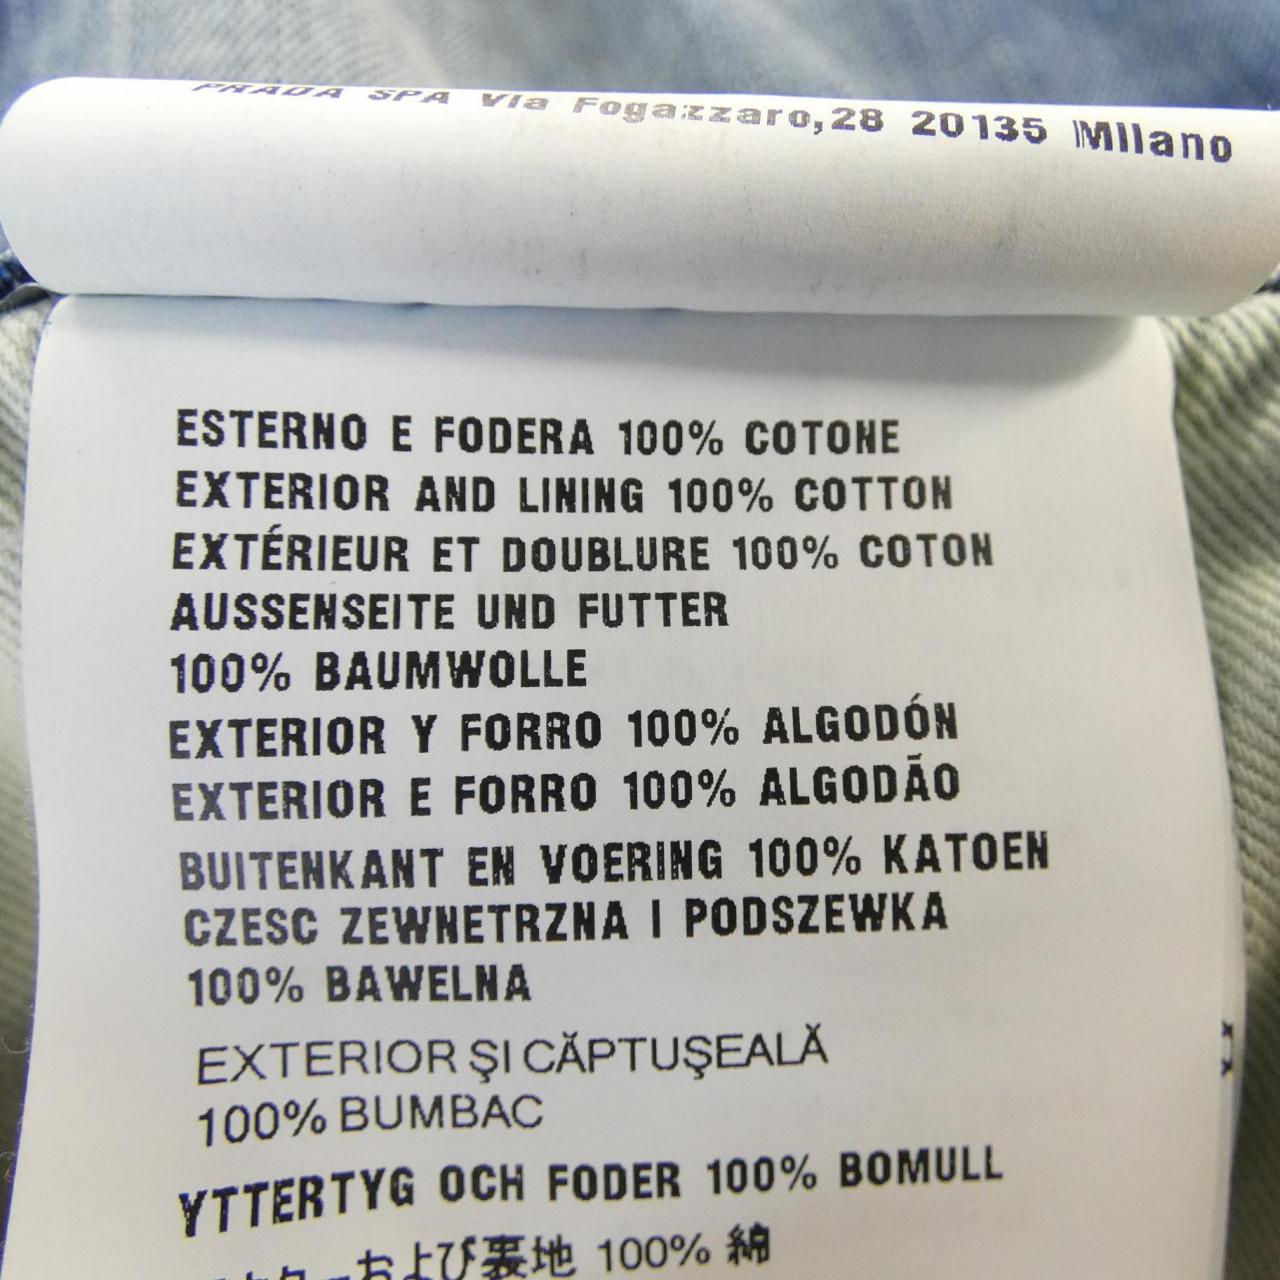 PRADA SPA Via Fogazzaro,28 20135 Milano
ESTERNO E FODERA 100% COTONE
EXTERIOR AND LINING 100% COTTON
EXTÉRIEUR ET DOUBLURE 100% COTON
AUSSENSEITE UND FUTTER
100% BAUMWOLLE
EXTERIOR Y FORRO 100% ALGODÓN
EXTERIOR E FORRO 100% ALGODÃO
BUITENKANT EN VOERING 100% KATOEN
CZESC ZEWNETRZNA I PODSZEWKA
100% BAWELNA
EXTERIOR ŞI CĂPTUŞEALĂ
100% BUMBAC
YTTERTYG OCH FODER 100% BOMULL
および裏地 100% 綿